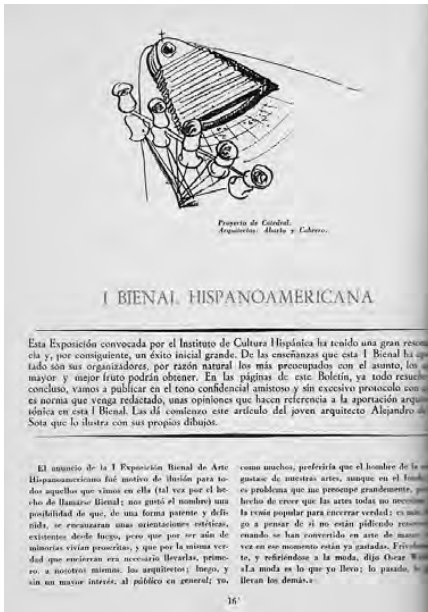 Proyecto de Catedral.
Arquitectos: Aburto y Cabrero.
I BIENAL HISPANOAMERICANA
Esta Exposición convocada por el Instituto de Cultura Hispánica ha tenido una gran
cia y, por consiguiente, un éxito inicial grande. De las enseñanzas que esta I Bienal ha
tado son sus organizadores, por razón natural los más preocupados con el asunto, los
mayor y mejor fruto podrán obtener. En las páginas de este Boletín, ya todo
concluso, vamos a publicar en el tono confidencial amistoso y sin excesivo protocolo con
es norma que venga redactado, unas opiniones que hacen referencia a la aportación
tónica en esta I Bienal. Las dá comienzo este artículo del joven arquitecto Alejandro de
Sota que lo ilustra con sus propios dibujos.
El anuncio de la I Exposición Bienal de Arte
Hispanoamericano fué motivo de ilusión para to-
dos aquellos que vimos en ella (tal vez por el he-
cho de llamarse Bienal; nos gustó el nombre) una
posibilidad de que, de una forma patente y defi-
nida, se encauzaran unas orientaciones estéticas,
existentes desde luego, pero que por ser aún de
minorías vivían proscritas, y que por la misma ver-
dad que encierran era necesario llevarlas, prime-
ro, a nosotros mismos, los arquitectos; luego, y
sin un mayor interés, al público en general; yo,
como muchos, preferiría que el hombre de la
gustase de nuestras artes, aunque en el
es problema que me preocupe grandemente,
hecho de creer que las artes todas no
la venia popular para encerrar verdad; es
go a pensar de si no están pidiendo
cuando se han convertido en arte de
vez en ese momento están ya gastadas.
te, y refiriéndose a la moda, dijo Oscar
«La moda es lo que yo llevo; lo pasado,
llevan los demás.»
16